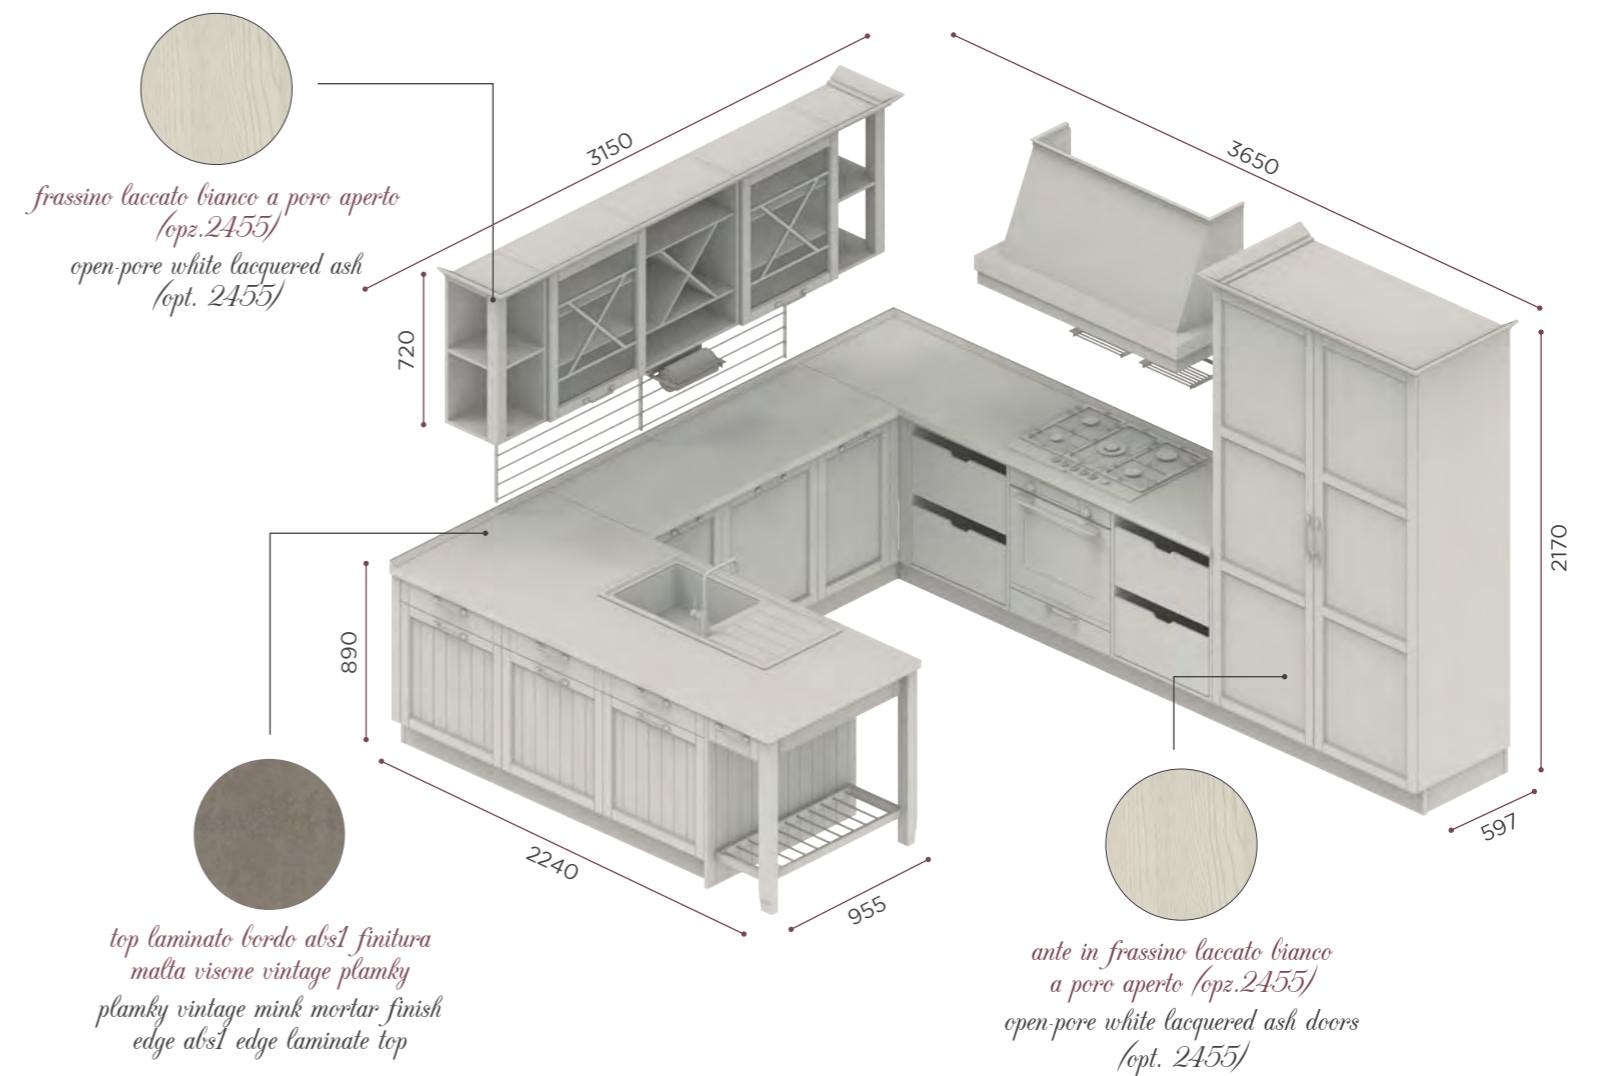 3150
3650
frassino laccato bianco a poro aperto
(opz.2455)
open-pore white lacquered ash
(opt. 2455)
720
2170
890
597
2240
955
top laminato bordo abs1 finitura
malta visone vintage plamky
plamky vintage mink mortar finish
edge abs1 edge laminate top
ante in frassino laccato bianco
a poro aperto (opz.2455)
open-pore white lacquered ash doors
(opt. 2455)